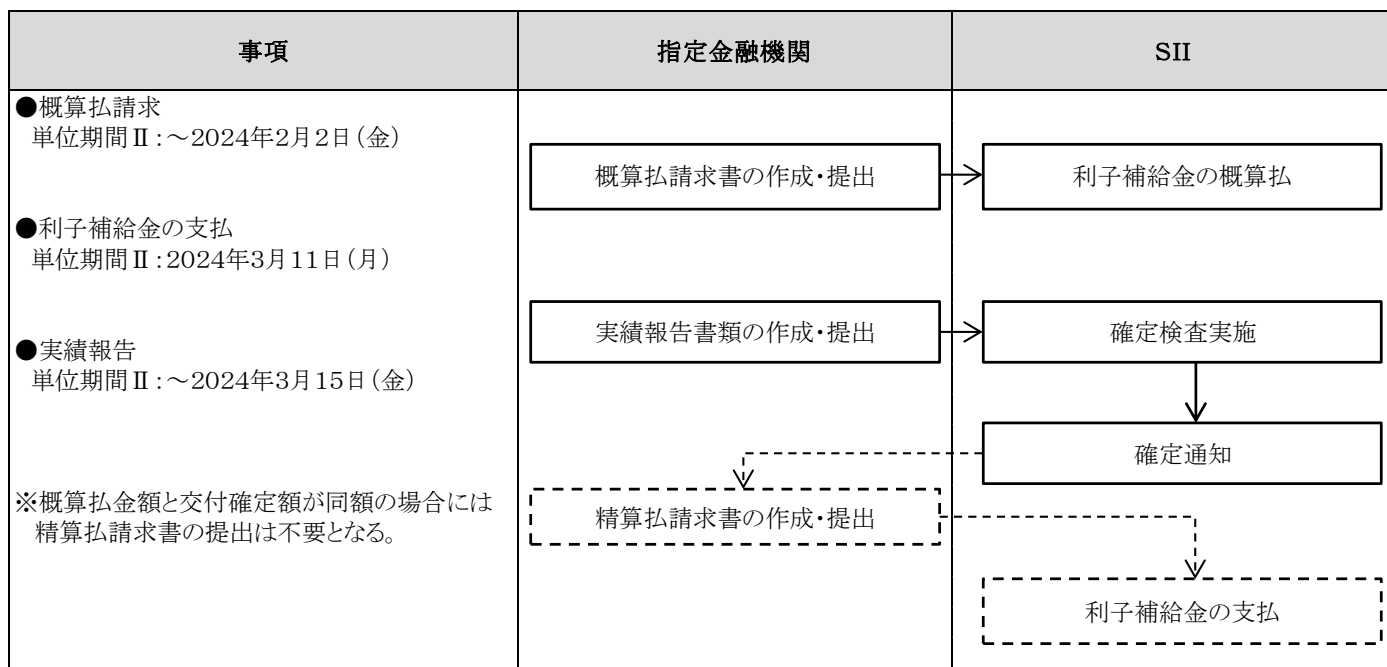 事項
指定金融機関
SII
●概算払請求
単位期間Ⅱ:～2024年2月2日(金)
概算払請求書の作成・提出
利子補給金の概算払
●利子補給金の支払
単位期間Ⅱ:2024年3月11日(月)
実績報告書類の作成・提出
確定検査実施
●実績報告
単位期間Ⅱ:～2024年3月15日(金)
確定通知
※概算払金額と交付確定額が同額の場合には
精算払請求書の提出は不要となる。
精算払請求書の作成・提出
利子補給金の支払